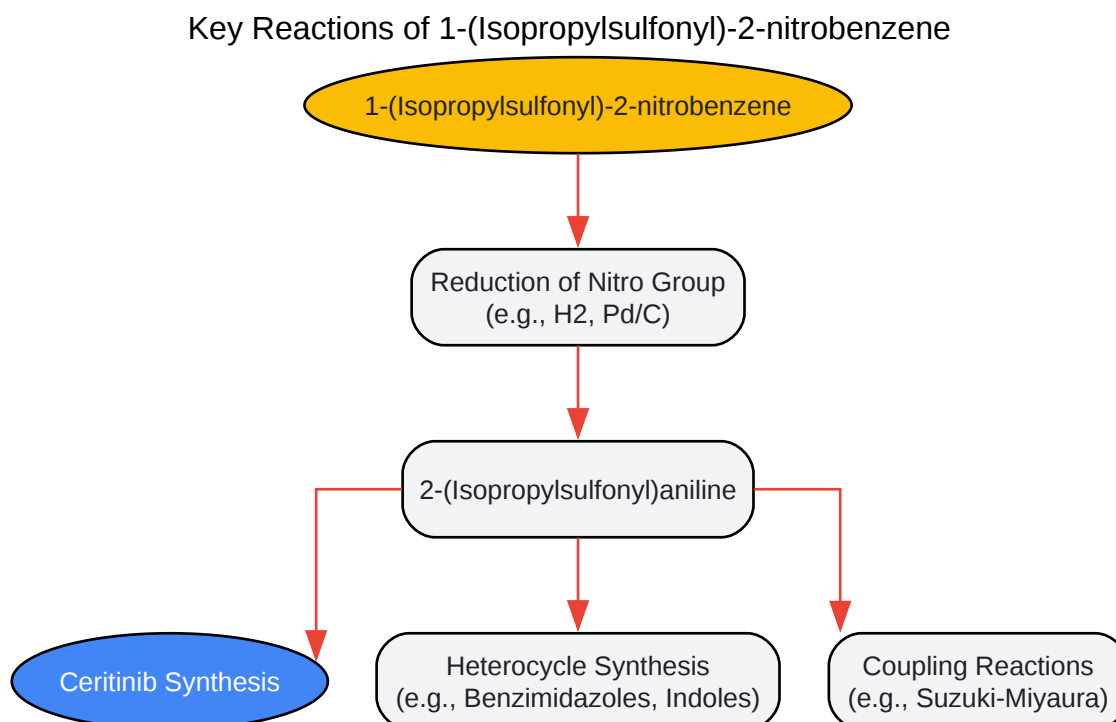 Key Reactions of 1-(Isopropylsulfonyl)-2-nitrobenzene
1-(Isopropylsulfonyl)-2-nitrobenzene
Reduction of Nitro Group
(e.g., H2, Pd/C)
2-(Isopropylsulfonyl)aniline
Ceritinib Synthesis
Heterocycle Synthesis
(e.g., Benzimidazoles, Indoles)
Coupling Reactions
(e.g., Suzuki-Miyaura)